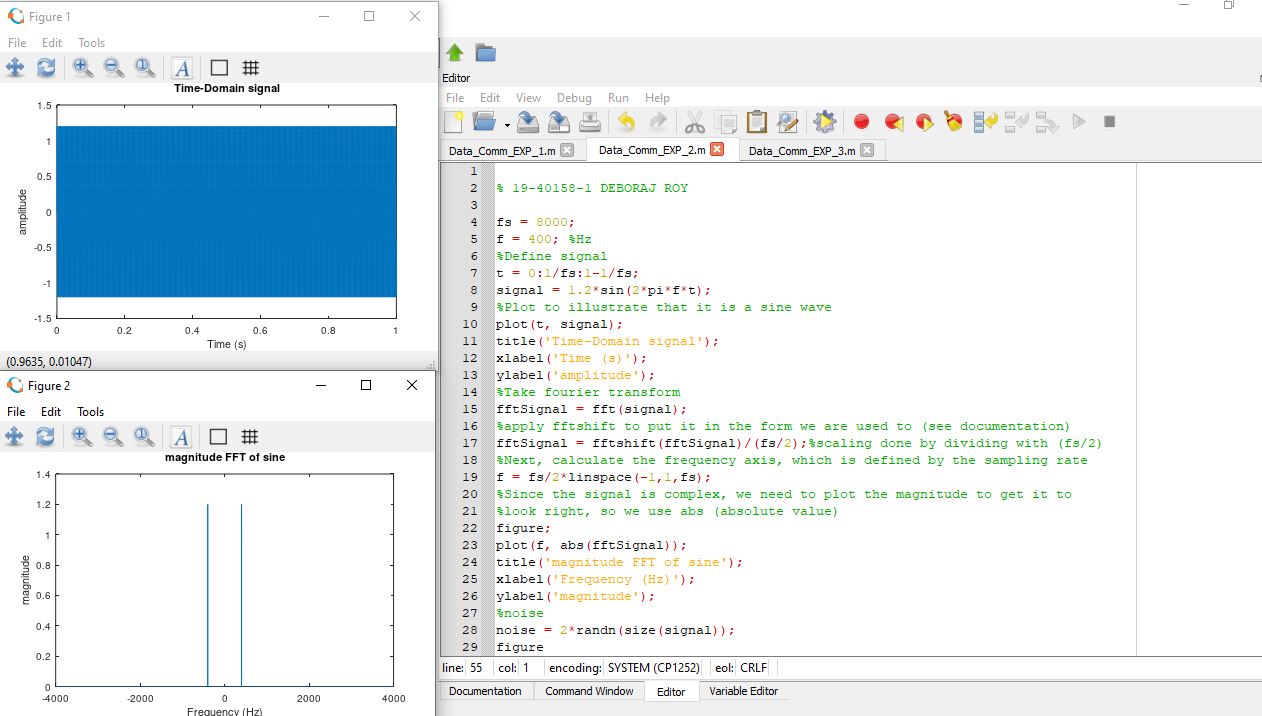 Figure 1
File Edit Tools
Time-Domain signal
1.5
1
0.5
0
-0.5
-1
-1.5
amplitude
0 0.2 0.4 0.6 0.8 1
Time (s)
(0.9635, 0.01047)
Figure 2
File Edit Tools
magnitude FFT of sine
1.4
1.2
1
0.8
0.6
0.4
0.2
0
magnitude
-4000 -2000 0 2000 4000
Frequency (Hz)
Editor
File Edit View Debug Run Help
Data_Comm_EXP_1.m Data_Comm_EXP_2.m Data_Comm_EXP_3.m
1
2 % 19-40158-1 DEBORAJ ROY
3
4 fs = 8000;
5 f = 400; %Hz
6 %Define signal
7 t = 0:1/fs:1-1/fs;
8 signal = 1.2*sin(2*pi*f*t);
9 %Plot to illustrate that it is a sine wave
10 plot(t, signal);
11 title('Time-Domain signal');
12 xlabel('Time (s)');
13 ylabel('amplitude');
14 %Take fourier transform
15 fftSignal = fft(signal);
16 %apply fftshift to put it in the form we are used to (see documentation)
17 fftSignal = fftshift(fftSignal)/(fs/2);%scaling done by dividing with (fs/2)
18 %Next, calculate the frequency axis, which is defined by the sampling rate
19 f = fs/2*linspace(-1,1,fs);
20 %Since the signal is complex, we need to plot the magnitude to get it to
21 %look right, so we use abs (absolute value)
22 figure;
23 plot(f, abs(fftSignal));
24 title('magnitude FFT of sine');
25 xlabel('Frequency (Hz)');
26 ylabel('magnitude');
27 %noise
28 noise = 2*randn(size(signal));
29 figure
line: 55 col: 1 encoding: SYSTEM (CP1252) eol: CRLF
Documentation Command Window Editor Variable Editor